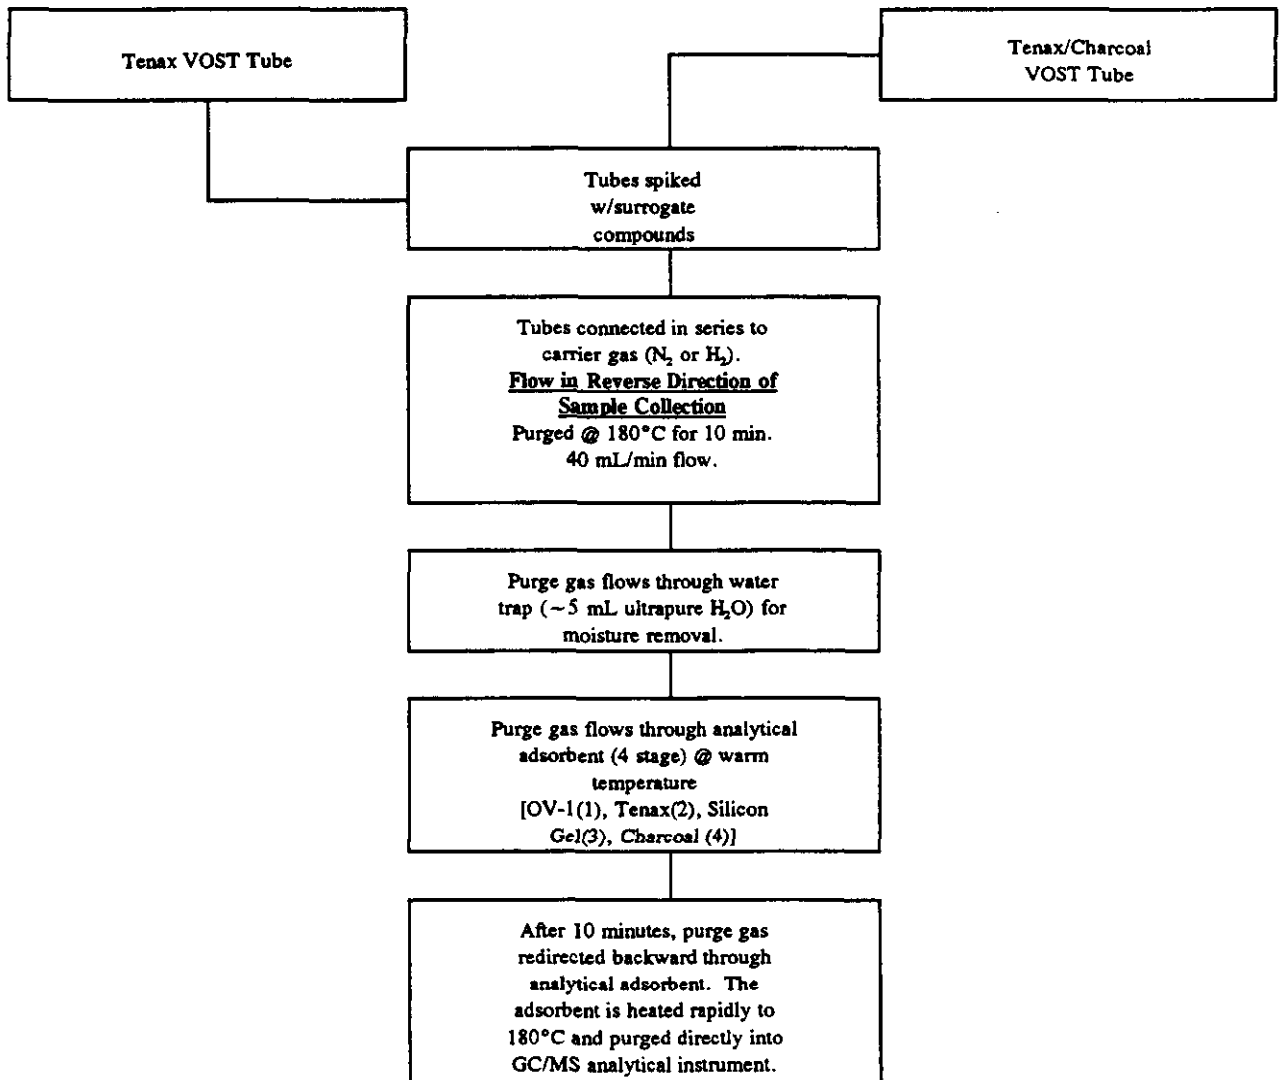 Tenax VOST Tube
Tenax/Charcoal
VOST Tube
Tubes spiked
w/surrogate
compounds
Tubes connected in series to
carrier gas (N₂ or H₂).
Flow in Reverse Direction of
Sample Collection
Purged @ 180°C for 10 min.
40 mL/min flow.
Purge gas flows through water
trap (~5 mL ultrapure H₂O) for
moisture removal.
Purge gas flows through analytical
adsorbent (4 stage) @ warm
temperature
[OV-1(1), Tenax(2), Silicon
Gel(3), Charcoal (4)]
After 10 minutes, purge gas
redirected backward through
analytical adsorbent. The
adsorbent is heated rapidly to
180°C and purged directly into
GC/MS analytical instrument.